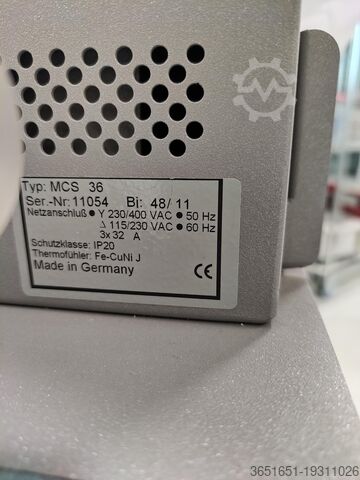 Typ: MCS 36
Ser.-Nr:11054 Bj: 48/11
Netzanschluß ● Y 230/400 VAC ● 50 Hz
Δ 115/230 VAC ● 60 Hz
3x 32 A
Schutzklasse: IP20
Thermofühler: Fe-CuNi J
Made in Germany CE
3651651-19311026